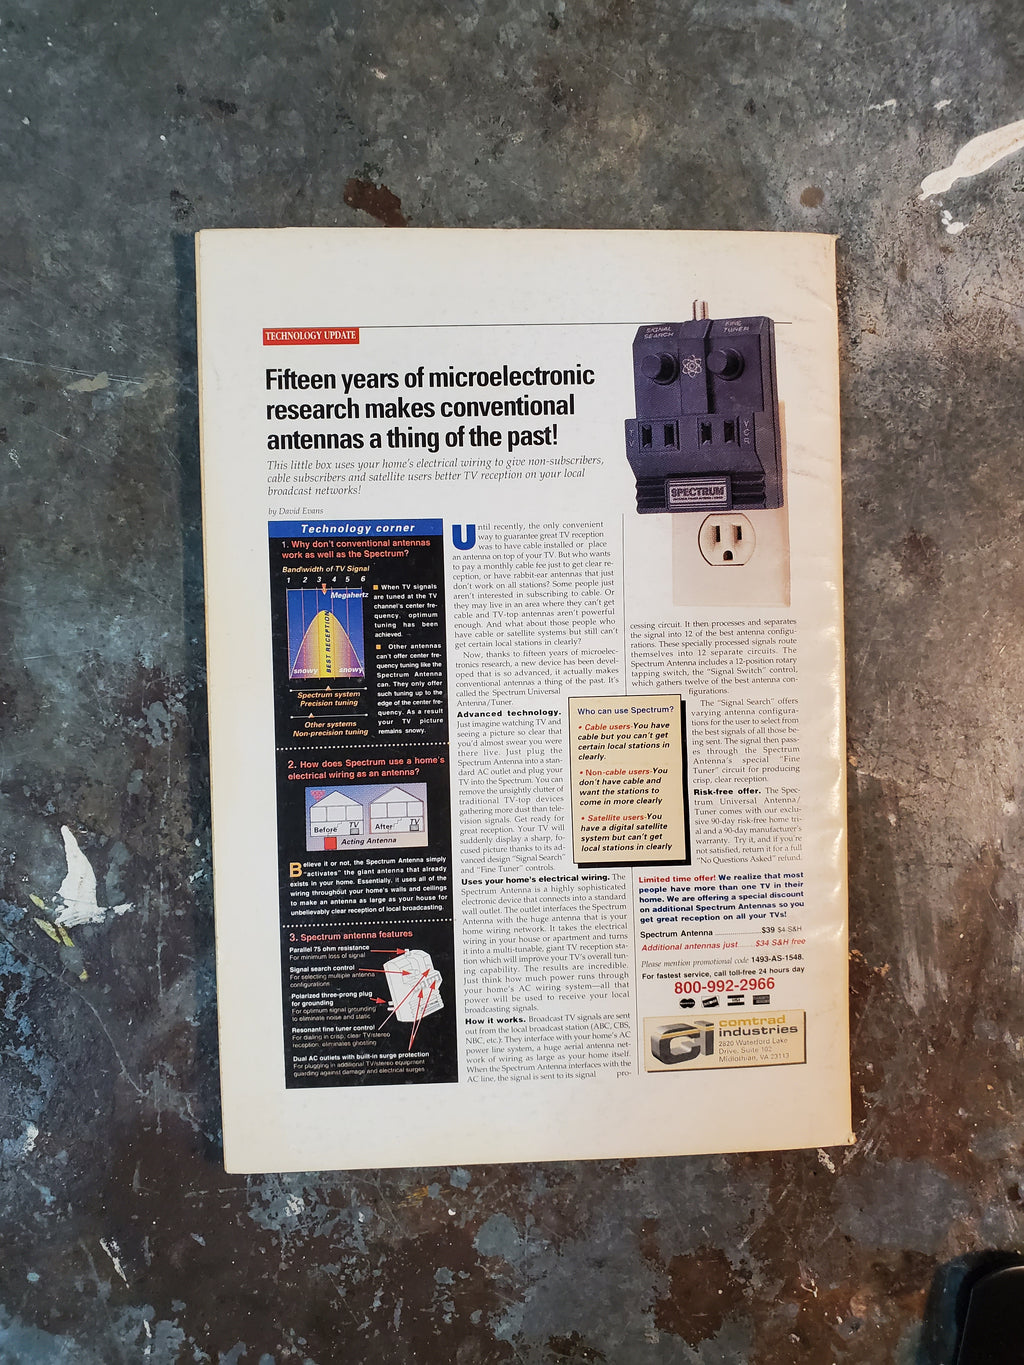 TECHNOLOGY UPDATE
Fifteen years of microelectronic
research makes conventional
antennas a thing of the past!
This little box uses your home's electrical wiring to give non-subscribers,
cable subscribers and satellite users better TV reception on your local
broadcast networks!
by David Evans
SIGNAL
SEARCH
FINE
TUNER
TV
VCR
SPECTRUM
Technology corner
1. Why don't conventional antennas
work as well as the Spectrum?
Bandwidth of TV Signal
1 2 3 4 5 6
Megahertz
BEST RECEPTION
snowy
snowy
Spectrum system
Precision tuning
Other systems
Non-precision tuning
When TV signals
are tuned at the TV
channel's center fre-
quency, optimum
tuning has been
achieved.
Other antennas
can't offer center fre-
quency tuning like the
Spectrum Antenna
can. They only offer
such tuning up to the
edge of the center fre-
quency. As a result
your TV picture
remains snowy.
2. How does Spectrum use a home's
electrical wiring as an antenna?
Before
TV
After
TV
Acting Antenna
Believe it or not, the Spectrum Antenna simply
"activates" the giant antenna that already
exists in your home. Essentially, it uses all of the
wiring throughout your home's walls and ceilings
to make an antenna as large as your house for
unbelievably clear reception of local broadcasting.
3. Spectrum antenna features
Parallel 75 ohm resistance
For minimum loss of signal
Signal search control
For selecting multiple antenna
configurations
Polarized three-prong plug
for grounding
For optimum signal grounding
to eliminate noise and static
Resonant fine tuner control
For dialing in crisp, clear TV/stereo
reception; eliminates ghosting
Dual AC outlets with built-in surge protection
For plugging in additional TV/stereo equipment
guarding against damage and electrical surges
Until recently, the only convenient
way to guarantee great TV reception
was to have cable installed or place
an antenna on top of your TV. But who wants
to pay a monthly cable fee just to get clear re-
ception, or have rabbit-ear antennas that just
don't work on all stations? Some people just
aren't interested in subscribing to cable. Or
they may live in an area where they can't get
cable and TV-top antennas aren't powerful
enough. And what about those people who
have cable or satellite systems but still can't
get certain local stations in clearly?
Now, thanks to fifteen years of microelec-
tronics research, a new device has been devel-
oped that is so advanced, it actually makes
conventional antennas a thing of the past. It's
called the Spectrum Universal
Antenna/Tuner.
Advanced technology.
Just imagine watching TV and
seeing a picture so clear that
you'd almost swear you were
there live. Just plug the
Spectrum Antenna into a stan-
dard AC outlet and plug your
TV into the Spectrum. You can
remove the unsightly clutter of
traditional TV-top devices
gathering more dust than tele-
vision signals. Get ready for
great reception. Your TV will
suddenly display a sharp, fo-
cused picture thanks to its ad-
vanced design "Signal Search"
and "Fine Tuner" controls.
Uses your home's electrical wiring. The
Spectrum Antenna is a highly sophisticated
electronic device that connects into a standard
wall outlet. The outlet interfaces the Spectrum
Antenna with the huge antenna that is your
home wiring network. It takes the electrical
wiring in your house or apartment and turns
it into a multi-tunable, giant TV reception sta-
tion which will improve your TV's overall tun-
ing capability. The results are incredible.
Just think how much power runs through
your home's AC wiring system—all that
power will be used to receive your local
broadcasting signals.
How it works. Broadcast TV signals are sent
out from the local broadcast station (ABC, CBS,
NBC, etc.). They interface with your home's AC
power line system, a huge aerial antenna net-
work of wiring as large as your home itself.
When the Spectrum Antenna interfaces with the
AC line, the signal is sent to its signal pro-
cessing circuit. It then processes and separates
the signal into 12 of the best antenna configu-
rations. These specially processed signals route
themselves into 12 separate circuits. The
Spectrum Antenna includes a 12-position rotary
tapping switch, the "Signal Switch" control,
which gathers twelve of the best antenna con-
figurations.
The "Signal Search" offers
varying antenna configura-
tions for the user to select from
the best signals of all those be-
ing sent. The signal then pass-
es through the Spectrum
Antenna's special "Fine
Tuner" circuit for producing
crisp, clear reception.
Risk-free offer. The Spec-
trum Universal Antenna/
Tuner comes with our exclu-
sive 90-day risk-free home tri-
al and a 90-day manufacturer's
warranty. Try it, and if you're
not satisfied, return it for a full
"No Questions Asked" refund.
Who can use Spectrum?
• Cable users-You have
cable but you can't get
certain local stations in
clearly.
• Non-cable users-You
don't have cable and
want the stations to
come in more clearly
• Satellite users-You
have a digital satellite
system but can't get
local stations in clearly
Limited time offer! We realize that most
people have more than one TV in their
home. We are offering a special discount
on additional Spectrum Antennas so you
get great reception on all your TVs!
Spectrum Antenna ............ $39 $4 S&H
Additional antennas just ..... $34 S&H free
Please mention promotional code 1493-AS-1548.
For fastest service, call toll-free 24 hours day
800-992-2966
comtrad
industries
2820 Waterford Lake
Drive, Suite 102
Midlothian, VA 23113